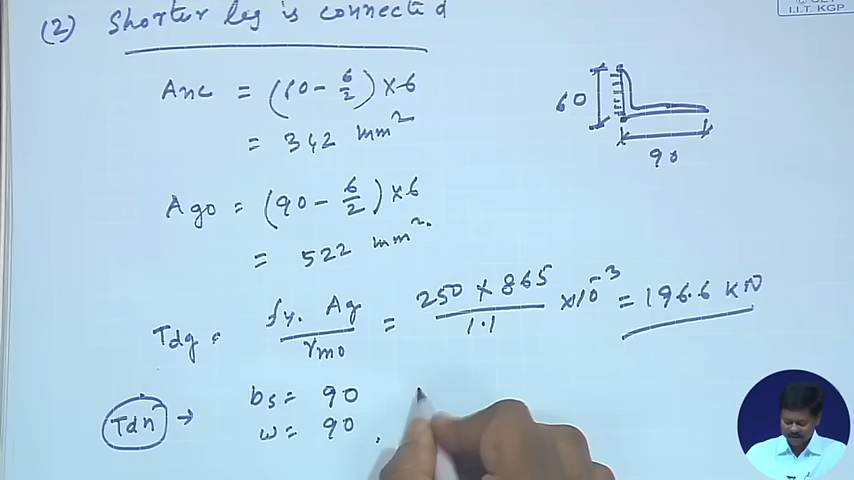 (2) Shorter leg is connected
I.I.T. KGP
Anc = (60 - 6/2) × 6
= 342 mm²
60
90
Ago = (90 - 6/2) × 6
= 522 mm².
Tdg = fy. Ag / γmo = 250 × 865 / 1.1 × 10⁻³ = 196.6 KN
Tdn → bs = 90
w = 90 .